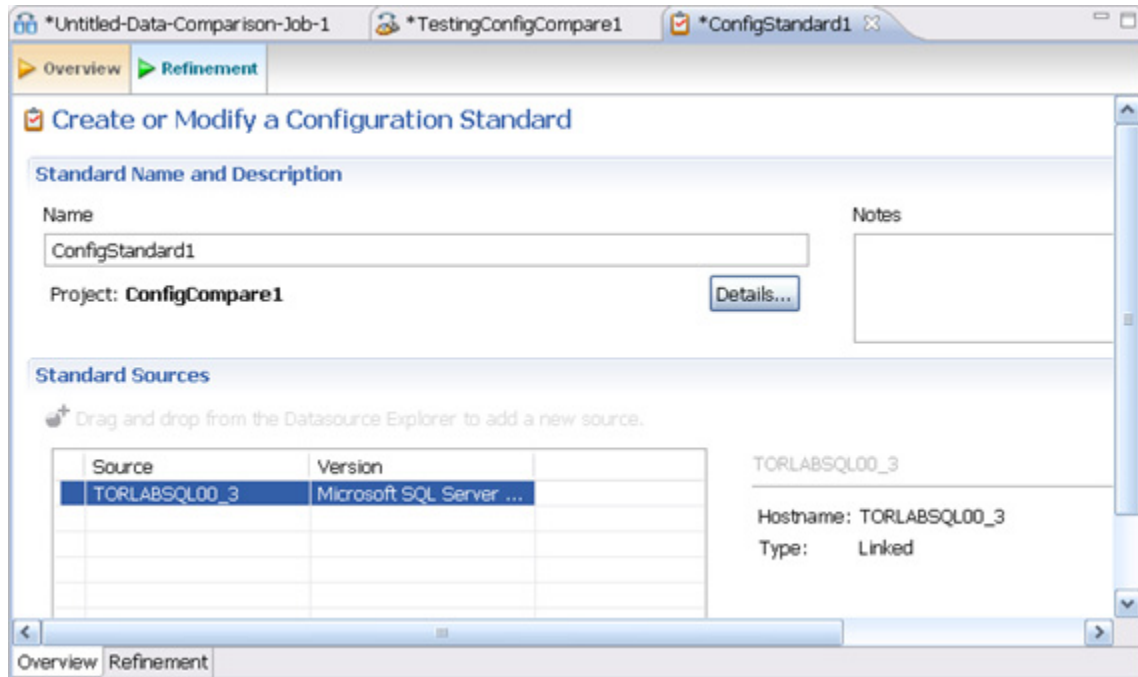 *Untitled-Data-Comparison-Job-1 *TestingConfigCompare1 *ConfigStandard1
Overview Refinement
Create or Modify a Configuration Standard
Standard Name and Description
Name Notes
ConfigStandard1
Project: ConfigCompare1 Details...
Standard Sources
Drag and drop from the Datasource Explorer to add a new source.
Source Version TORLABSQL00_3
TORLABSQL00_3 Microsoft SQL Server ...
Hostname: TORLABSQL00_3
Type: Linked
Overview Refinement